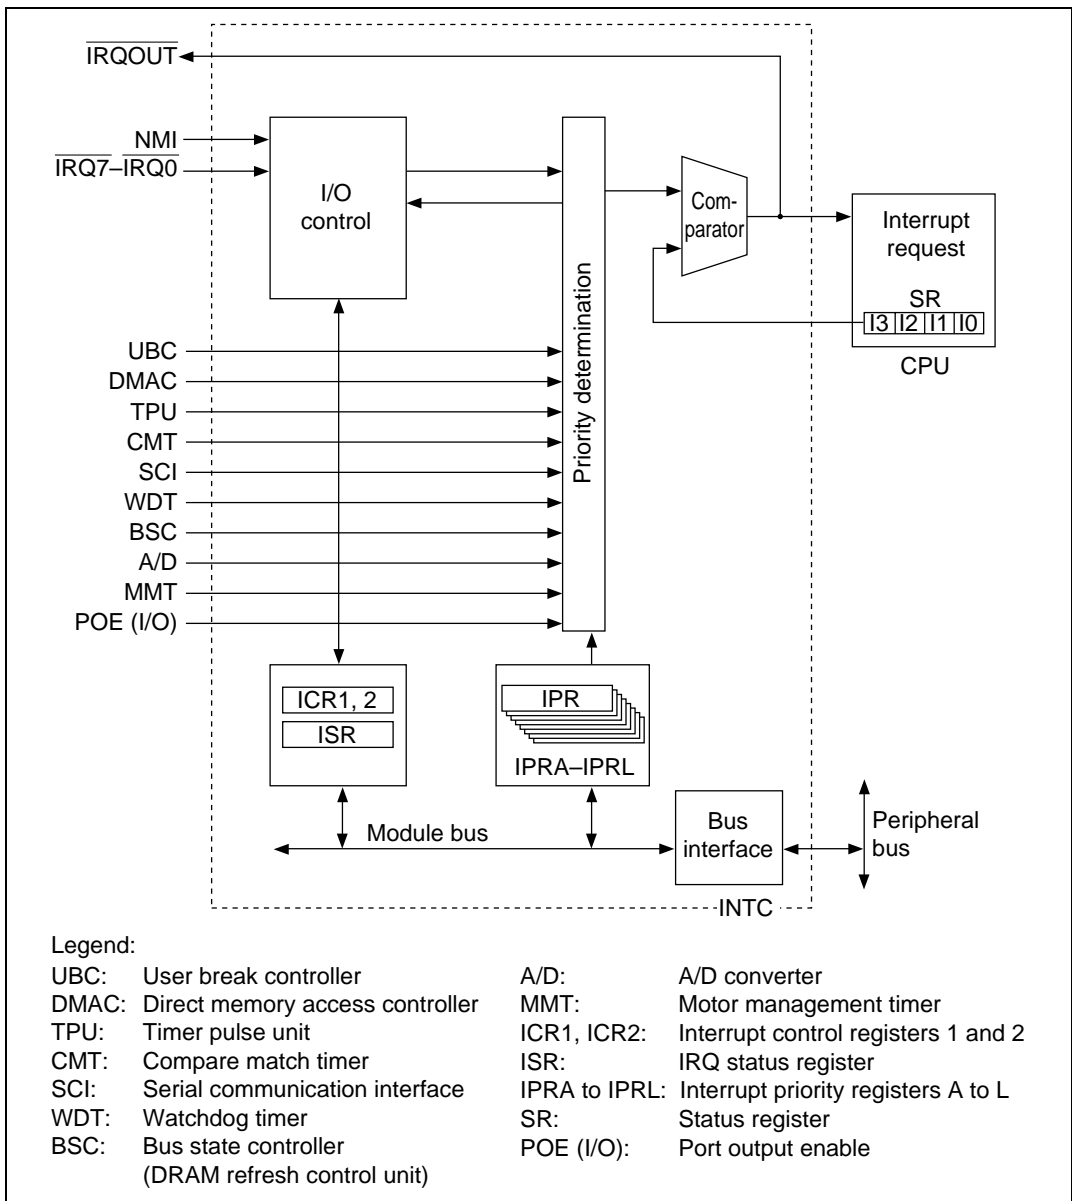 IRQOUT
NMI
IRQ7–IRQ0
I/O
control
Priority determination
Com-
parator
Interrupt
request
SR
I3 I2 I1 I0
CPU
UBC
DMAC
TPU
CMT
SCI
WDT
BSC
A/D
MMT
POE (I/O)
ICR1, 2
ISR
IPR
IPRA–IPRL
Module bus
Bus
interface
Peripheral
bus
INTC
Legend:
UBC: User break controller
DMAC: Direct memory access controller
TPU: Timer pulse unit
CMT: Compare match timer
SCI: Serial communication interface
WDT: Watchdog timer
BSC: Bus state controller
(DRAM refresh control unit)
A/D: A/D converter
MMT: Motor management timer
ICR1, ICR2: Interrupt control registers 1 and 2
ISR: IRQ status register
IPRA to IPRL: Interrupt priority registers A to L
SR: Status register
POE (I/O): Port output enable